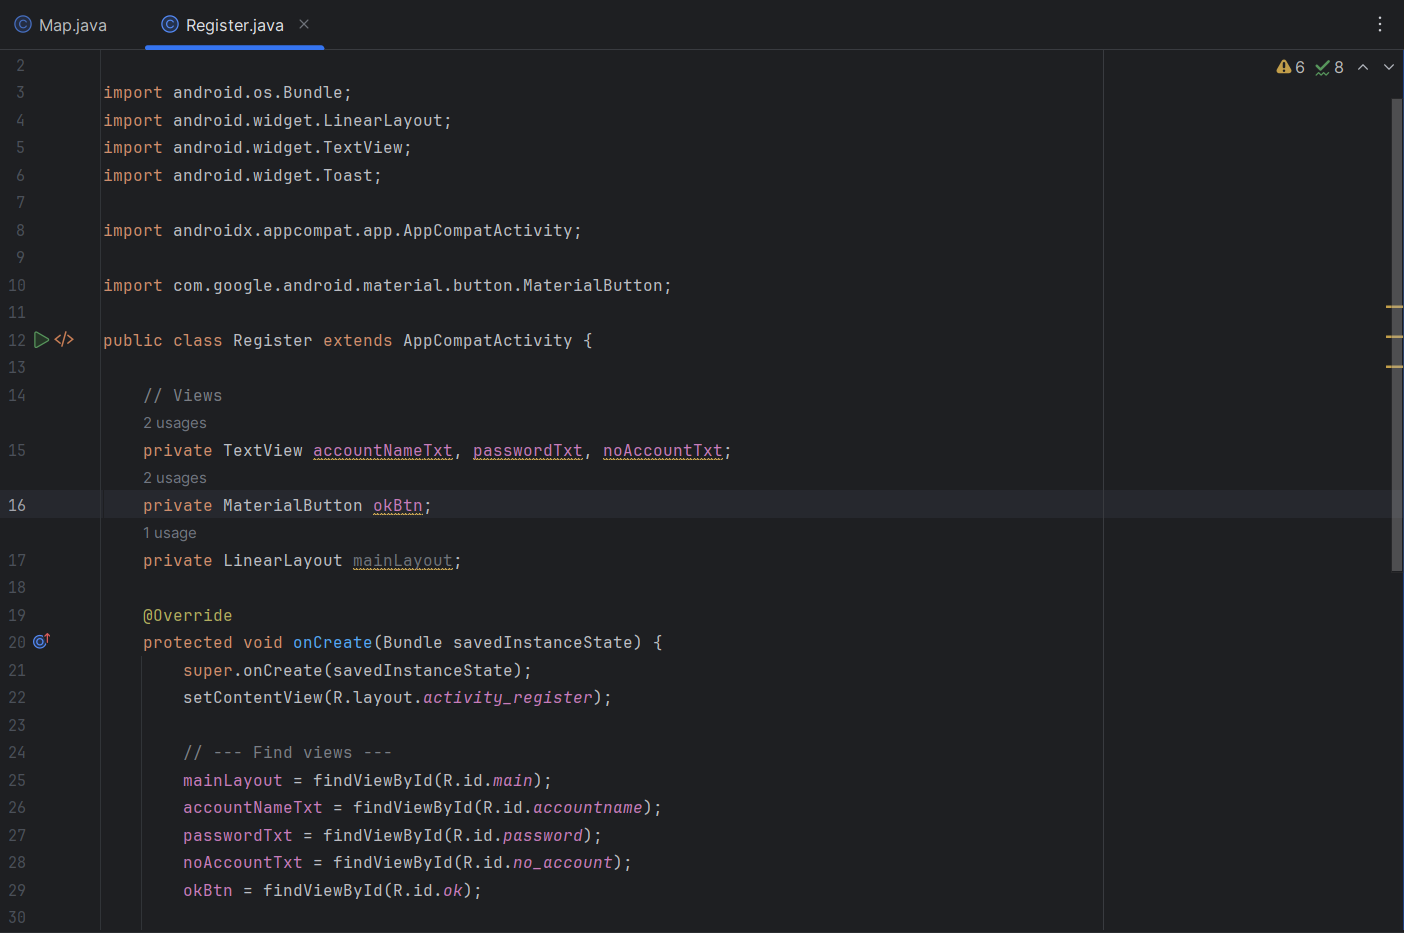 Map.java Register.java
6 8
2
3 import android.os.Bundle;
4 import android.widget.LinearLayout;
5 import android.widget.TextView;
6 import android.widget.Toast;
7
8 import androidx.appcompat.app.AppCompatActivity;
9
10 import com.google.android.material.button.MaterialButton;
11
12 public class Register extends AppCompatActivity {
13
14 // Views
2 usages
15 private TextView accountNameTxt, passwordTxt, noAccountTxt;
2 usages
16 private MaterialButton okBtn;
1 usage
17 private LinearLayout mainLayout;
18
19 @Override
20 protected void onCreate(Bundle savedInstanceState) {
21 super.onCreate(savedInstanceState);
22 setContentView(R.layout.activity_register);
23
24 // --- Find views ---
25 mainLayout = findViewById(R.id.main);
26 accountNameTxt = findViewById(R.id.accountname);
27 passwordTxt = findViewById(R.id.password);
28 noAccountTxt = findViewById(R.id.no_account);
29 okBtn = findViewById(R.id.ok);
30